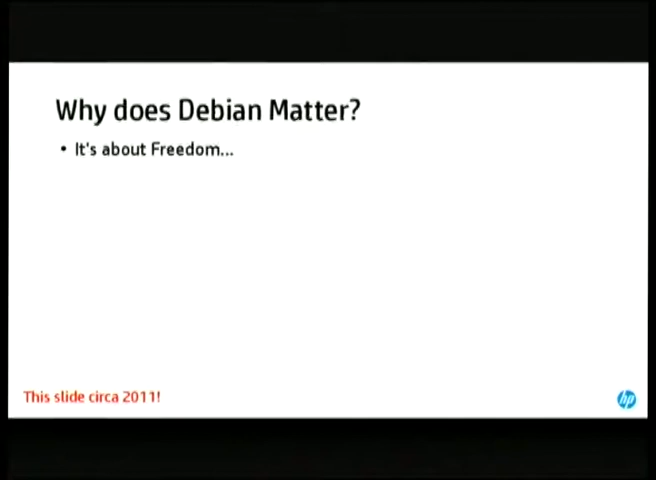 Why does Debian Matter?
• It's about Freedom...
This slide circa 2011!
hp